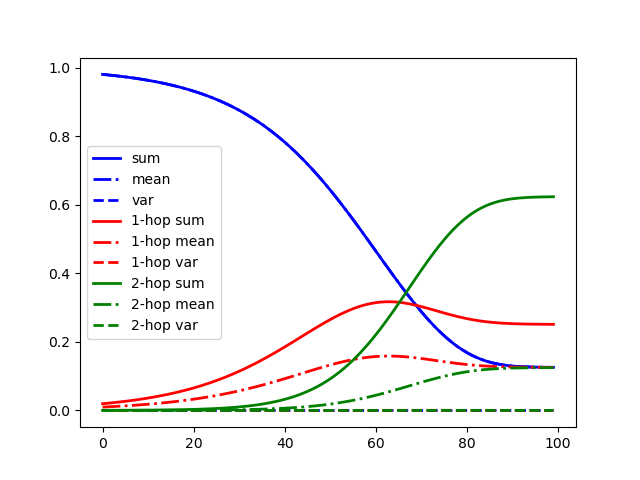 1.0
0.8
0.6
0.4
0.2
0.0
sum
mean
var
1-hop sum
1-hop mean
1-hop var
2-hop sum
2-hop mean
2-hop var
0 20 40 60 80 100